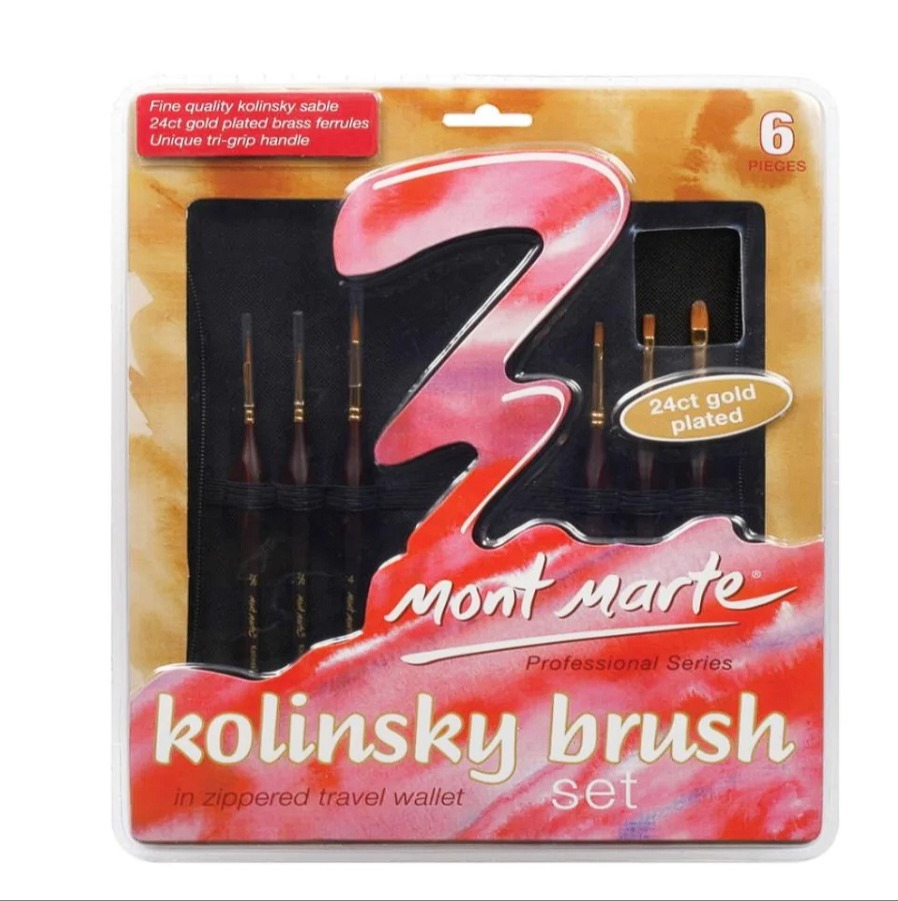 Fine quality kolinsky sable
24ct gold plated brass ferrules
Unique tri-grip handle
6
PIECES
24ct gold
plated
mont marte®
Professional Series
kolinsky brush
set
in zippered travel wallet